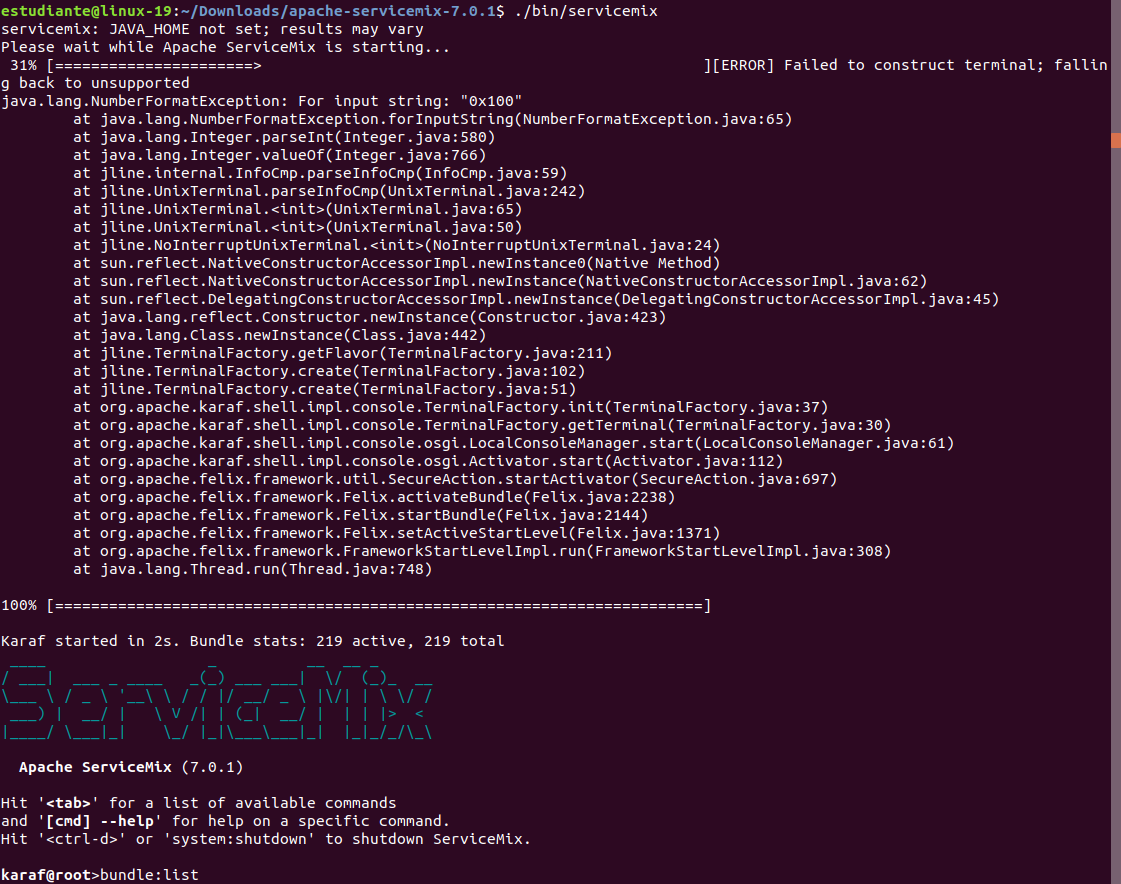 estudiante@linux-19:~/Downloads/apache-servicemix-7.0.1$ ./bin/servicemix
servicemix: JAVA_HOME not set; results may vary
Please wait while Apache ServiceMix is starting...
 31% [======================>                                                 ][ERROR] Failed to construct terminal; fallin
g back to unsupported
java.lang.NumberFormatException: For input string: "0x100"
        at java.lang.NumberFormatException.forInputString(NumberFormatException.java:65)
        at java.lang.Integer.parseInt(Integer.java:580)
        at java.lang.Integer.valueOf(Integer.java:766)
        at jline.internal.InfoCmp.parseInfoCmp(InfoCmp.java:59)
        at jline.UnixTerminal.parseInfoCmp(UnixTerminal.java:242)
        at jline.UnixTerminal.<init>(UnixTerminal.java:65)
        at jline.UnixTerminal.<init>(UnixTerminal.java:50)
        at jline.NoInterruptUnixTerminal.<init>(NoInterruptUnixTerminal.java:24)
        at sun.reflect.NativeConstructorAccessorImpl.newInstance0(Native Method)
        at sun.reflect.NativeConstructorAccessorImpl.newInstance(NativeConstructorAccessorImpl.java:62)
        at sun.reflect.DelegatingConstructorAccessorImpl.newInstance(DelegatingConstructorAccessorImpl.java:45)
        at java.lang.reflect.Constructor.newInstance(Constructor.java:423)
        at java.lang.Class.newInstance(Class.java:442)
        at jline.TerminalFactory.getFlavor(TerminalFactory.java:211)
        at jline.TerminalFactory.create(TerminalFactory.java:102)
        at jline.TerminalFactory.create(TerminalFactory.java:51)
        at org.apache.karaf.shell.impl.console.TerminalFactory.init(TerminalFactory.java:37)
        at org.apache.karaf.shell.impl.console.TerminalFactory.getTerminal(TerminalFactory.java:30)
        at org.apache.karaf.shell.impl.console.osgi.LocalConsoleManager.start(LocalConsoleManager.java:61)
        at org.apache.karaf.shell.impl.console.osgi.Activator.start(Activator.java:112)
        at org.apache.felix.framework.util.SecureAction.startActivator(SecureAction.java:697)
        at org.apache.felix.framework.Felix.activateBundle(Felix.java:2238)
        at org.apache.felix.framework.Felix.startBundle(Felix.java:2144)
        at org.apache.felix.framework.Felix.setActiveStartLevel(Felix.java:1371)
        at org.apache.felix.framework.FrameworkStartLevelImpl.run(FrameworkStartLevelImpl.java:308)
        at java.lang.Thread.run(Thread.java:748)
100% [========================================================================]
Karaf started in 2s. Bundle stats: 219 active, 219 total
ServiceMix
  Apache ServiceMix (7.0.1)
Hit '<tab>' for a list of available commands
and '[cmd] --help' for help on a specific command.
Hit '<ctrl-d>' or 'system:shutdown' to shutdown ServiceMix.
karaf@root>bundle:list